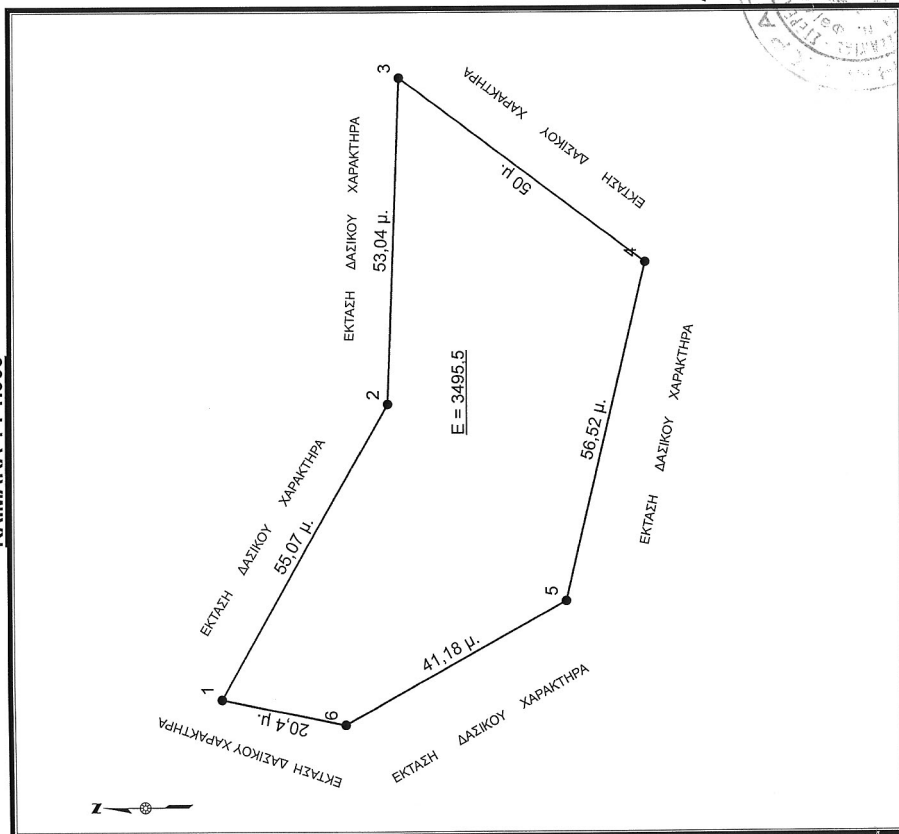 3
ΕΚΤΑΣΗ ΔΑΣΙΚΟΥ ΧΑΡΑΚΤΗΡΑ
53,04 μ.
ΕΚΤΑΣΗ ΔΑΣΙΚΟΥ ΧΑΡΑΚΤΗΡΑ
50 μ.
4
2
Ε = 3495,5
ΕΚΤΑΣΗ ΔΑΣΙΚΟΥ ΧΑΡΑΚΤΗΡΑ
55,07 μ.
56,52 μ.
ΕΚΤΑΣΗ ΔΑΣΙΚΟΥ ΧΑΡΑΚΤΗΡΑ
5
1
20,4 μ.
6
41,18 μ.
ΕΚΤΑΣΗ ΔΑΣΙΚΟΥ ΧΑΡΑΚΤΗΡΑ
ΕΚΤΑΣΗ ΔΑΣΙΚΟΥ ΧΑΡΑΚΤΗΡΑ
Z